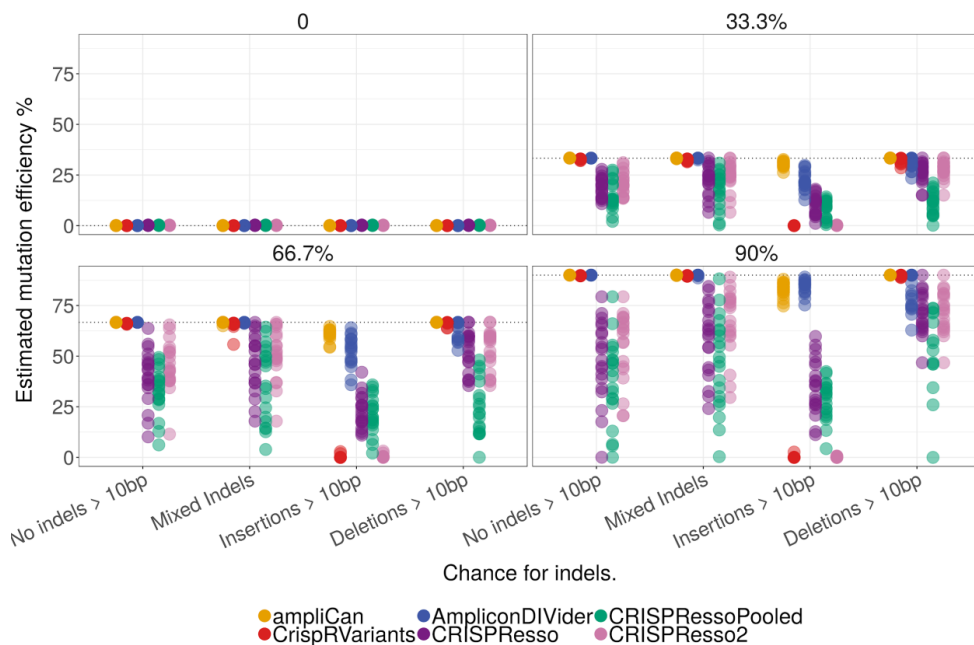 0 33.3%
75
50
25
0
66.7% 90%
75
50
25
0
Estimated mutation efficiency %
No indels > 10bp Mixed Indels Insertions > 10bp Deletions > 10bp No indels > 10bp Mixed Indels Insertions > 10bp Deletions > 10bp
Chance for indels.
ampliCan AmpliconDIVider CRISPRessoPooled
CrispRVariants CRISPResso CRISPResso2